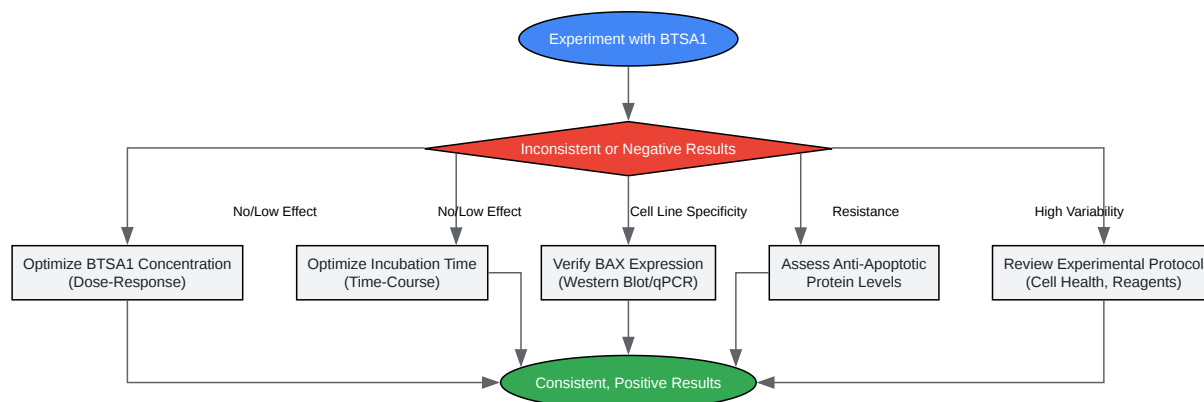 Experiment with BTSA1
Inconsistent or Negative Results
No/Low Effect
No/Low Effect
Cell Line Specificity
Resistance
High Variability
Optimize BTSA1 Concentration
(Dose-Response)
Optimize Incubation Time
(Time-Course)
Verify BAX Expression
(Western Blot/qPCR)
Assess Anti-Apoptotic
Protein Levels
Review Experimental Protocol
(Cell Health, Reagents)
Consistent, Positive Results